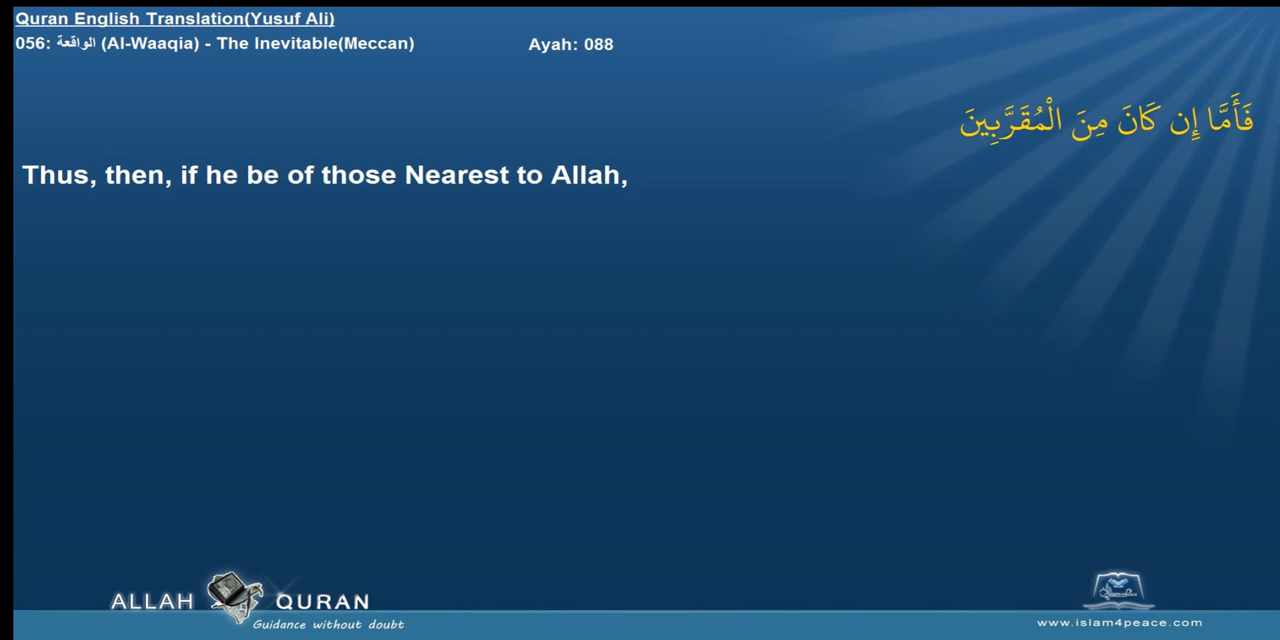 Quran English Translation(Yusuf Ali)
056: الواقعة (Al-Waaqia) - The Inevitable(Meccan) Ayah: 088
فَأَمَّا إِن كَانَ مِنَ الْمُقَرَّبِينَ
Thus, then, if he be of those Nearest to Allah,
ALLAH QURAN
Guidance without doubt
www.islam4peace.com